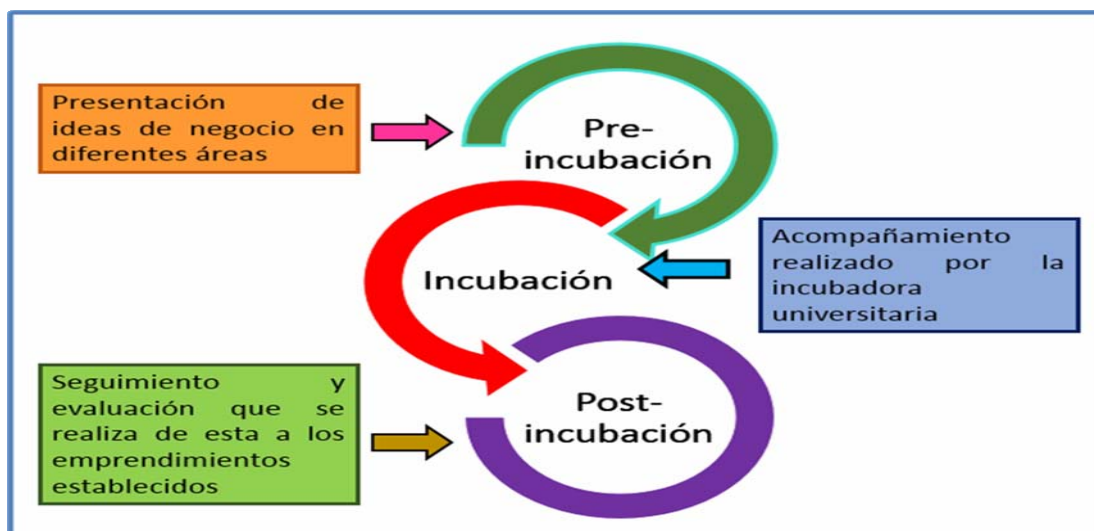 Presentación de
ideas de negocio en
diferentes áreas
Pre-
incubación
Incubación
Acompañamiento
realizado por la
incubadora
universitaria
Seguimiento y
evaluación que se
realiza de esta a los
emprendimientos
establecidos
Post-
incubación